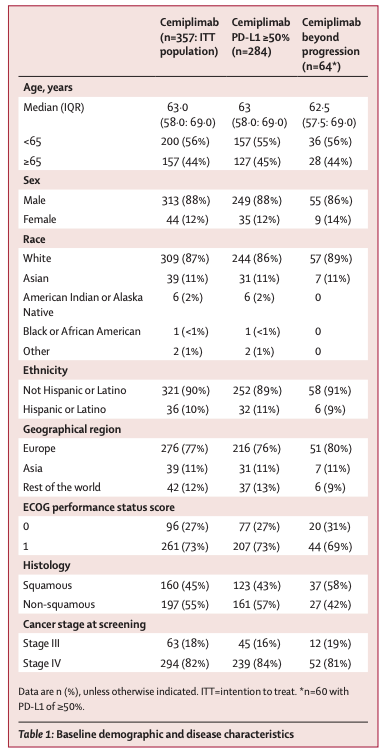 Cemiplimab (n=357: ITT population) Cemiplimab PD-L1 ≥50% (n=284) Cemiplimab beyond progression (n=64*)
Age, years
Median (IQR) 63·0 (58·0: 69·0) 63 (58·0: 69·0) 62·5 (57·5: 69·0)
<65 200 (56%) 157 (55%) 36 (56%)
≥65 157 (44%) 127 (45%) 28 (44%)
Sex
Male 313 (88%) 249 (88%) 55 (86%)
Female 44 (12%) 35 (12%) 9 (14%)
Race
White 309 (87%) 244 (86%) 57 (89%)
Asian 39 (11%) 31 (11%) 7 (11%)
American Indian or Alaska Native 6 (2%) 6 (2%) 0
Black or African American 1 (<1%) 1 (<1%) 0
Other 2 (1%) 2 (1%) 0
Ethnicity
Not Hispanic or Latino 321 (90%) 252 (89%) 58 (91%)
Hispanic or Latino 36 (10%) 32 (11%) 6 (9%)
Geographical region
Europe 276 (77%) 216 (76%) 51 (80%)
Asia 39 (11%) 31 (11%) 7 (11%)
Rest of the world 42 (12%) 37 (13%) 6 (9%)
ECOG performance status score
0 96 (27%) 77 (27%) 20 (31%)
1 261 (73%) 207 (73%) 44 (69%)
Histology
Squamous 160 (45%) 123 (43%) 37 (58%)
Non-squamous 197 (55%) 161 (57%) 27 (42%)
Cancer stage at screening
Stage III 63 (18%) 45 (16%) 12 (19%)
Stage IV 294 (82%) 239 (84%) 52 (81%)
Data are n (%), unless otherwise indicated. ITT=intention to treat. *n=60 with
PD-L1 of ≥50%.
Table 1: Baseline demographic and disease characteristics